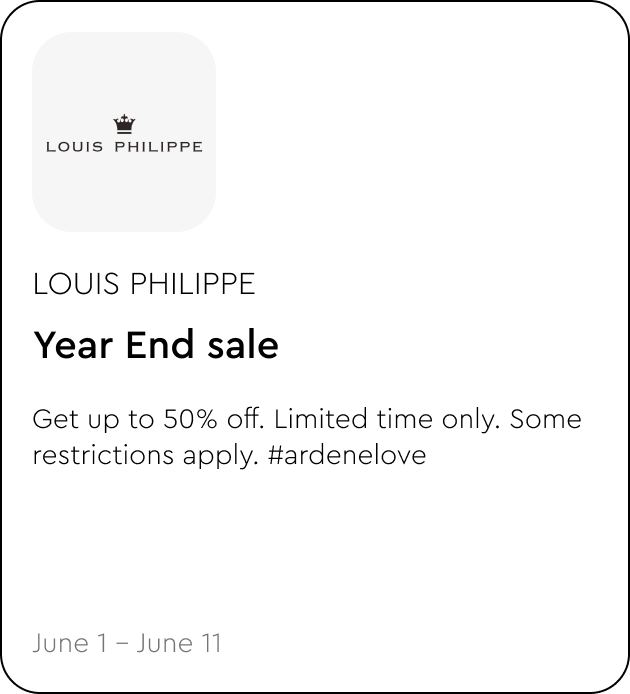 LOUIS PHILIPPE
LOUIS PHILIPPE
Year End sale
Get up to 50% off. Limited time only. Some
restrictions apply. #ardenelove
June 1 – June 11